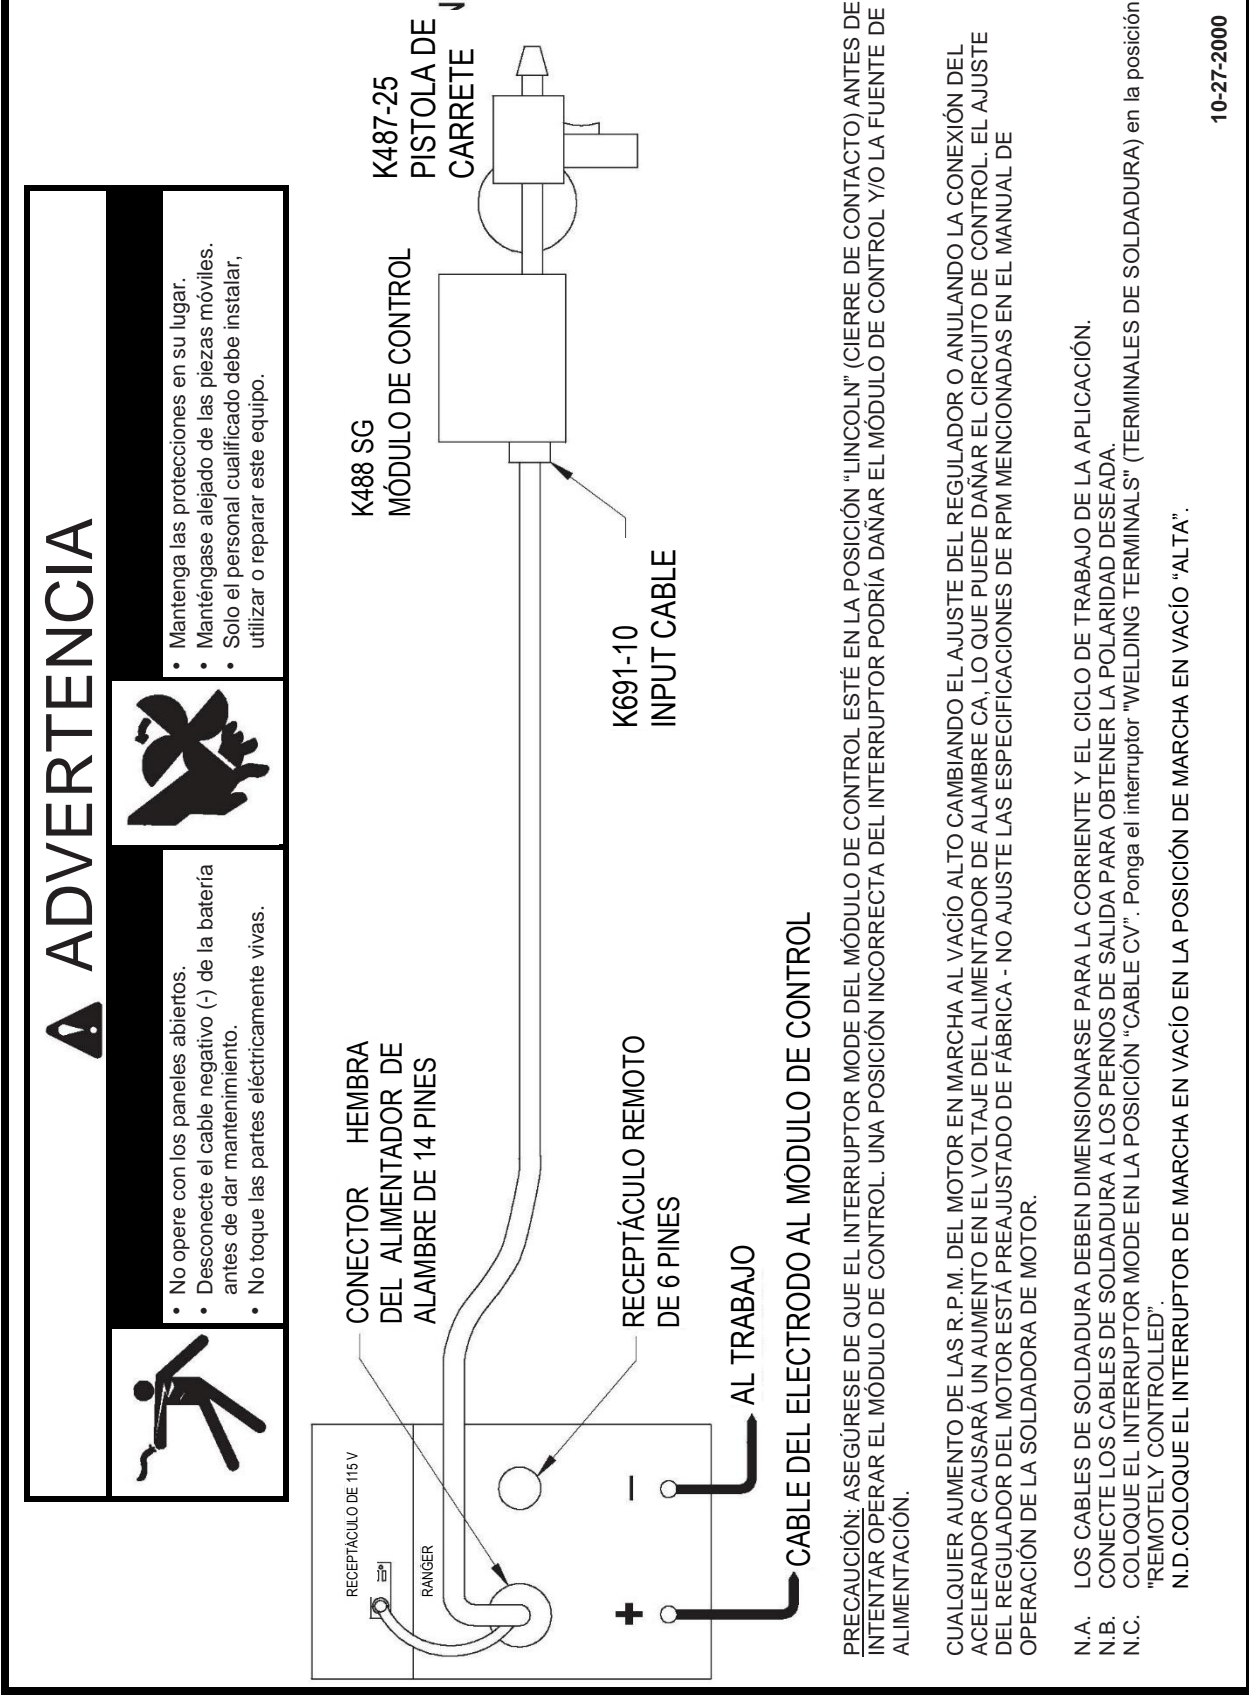 ADVERTENCIA
• No opere con los paneles abiertos.
• Desconecte el cable negativo (-) de la batería
antes de dar mantenimiento.
• No toque las partes eléctricamente vivas.
• Mantenga las protecciones en su lugar.
• Manténgase alejado de las piezas móviles.
• Solo el personal cualificado debe instalar,
utilizar o reparar este equipo.
RECEPTÁCULO DE 115 V
RANGER
CONECTOR HEMBRA
DEL ALIMENTADOR DE
ALAMBRE DE 14 PINES
RECEPTÁCULO REMOTO
DE 6 PINES
+
−
AL TRABAJO
CABLE DEL ELECTRODO AL MÓDULO DE CONTROL
K691-10
INPUT CABLE
K488 SG
MÓDULO DE CONTROL
K487-25
PISTOLA DE
CARRETE
PRECAUCIÓN: ASEGÚRESE DE QUE EL INTERRUPTOR MODE DEL MÓDULO DE CONTROL ESTÉ EN LA POSICIÓN “LINCOLN” (CIERRE DE CONTACTO) ANTES DE
INTENTAR OPERAR EL MÓDULO DE CONTROL. UNA POSICIÓN INCORRECTA DEL INTERRUPTOR PODRÍA DAÑAR EL MÓDULO DE CONTROL Y/O LA FUENTE DE
ALIMENTACIÓN.
CUALQUIER AUMENTO DE LAS R.P.M. DEL MOTOR EN MARCHA AL VACÍO ALTO CAMBIANDO EL AJUSTE DEL REGULADOR O ANULANDO LA CONEXIÓN DEL
ACELERADOR CAUSARÁ UN AUMENTO EN EL VOLTAJE DEL ALIMENTADOR DE ALAMBRE CA, LO QUE PUEDE DAÑAR EL CIRCUITO DE CONTROL. EL AJUSTE
DEL REGULADOR DEL MOTOR ESTÁ PREAJUSTADO DE FÁBRICA - NO AJUSTE LAS ESPECIFICACIONES DE RPM MENCIONADAS EN EL MANUAL DE
OPERACIÓN DE LA SOLDADORA DE MOTOR.
N.A. LOS CABLES DE SOLDADURA DEBEN DIMENSIONARSE PARA LA CORRIENTE Y EL CICLO DE TRABAJO DE LA APLICACIÓN.
N.B. CONECTE LOS CABLES DE SOLDADURA A LOS PERNOS DE SALIDA PARA OBTENER LA POLARIDAD DESEADA.
N.C. COLOQUE EL INTERRUPTOR MODE EN LA POSICIÓN “CABLE CV”. Ponga el interruptor "WELDING TERMINALS" (TERMINALES DE SOLDADURA) en la posición
"REMOTELY CONTROLLED”.
N.D.COLOQUE EL INTERRUPTOR DE MARCHA EN VACÍO EN LA POSICIÓN DE MARCHA EN VACÍO “ALTA”.
10-27-2000